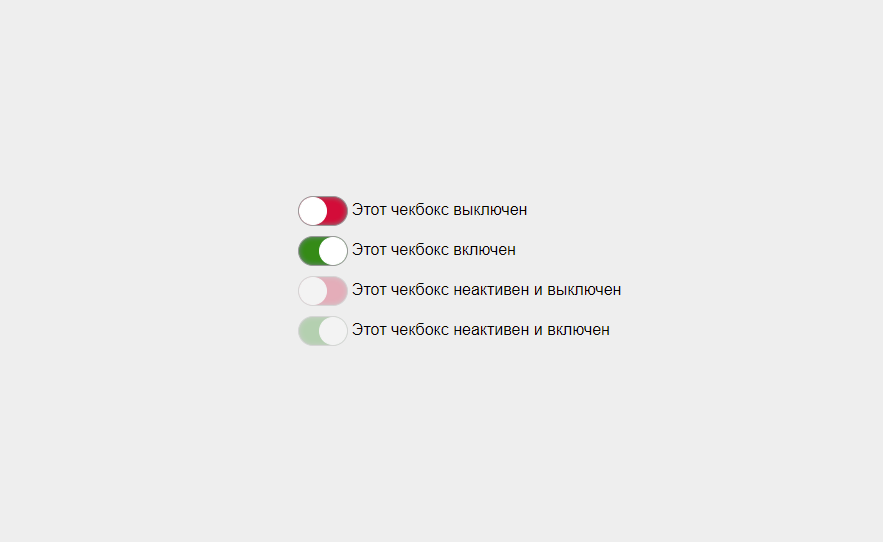 Этот чекбокс выключен
Этот чекбокс включен
Этот чекбокс неактивен и выключен
Этот чекбокс неактивен и включен